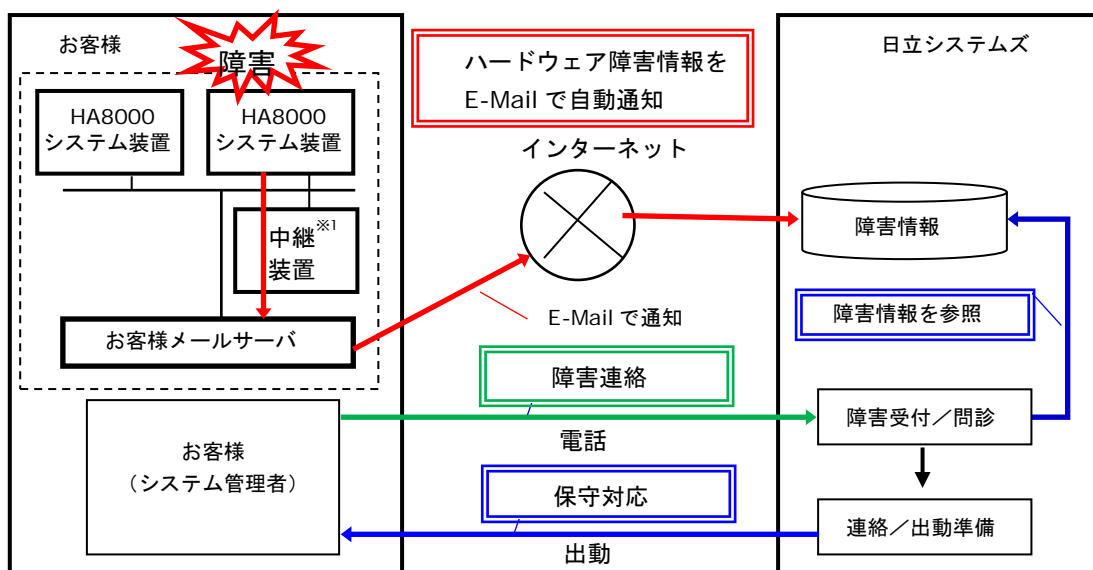 お客様
障害
HA8000
システム装置
HA8000
システム装置
中継※1
装置
お客様メールサーバ
お客様
（システム管理者）
ハードウェア障害情報を
E-Mail で自動通知
インターネット
E-Mail で通知
障害連絡
電話
保守対応
出動
日立システムズ
障害情報
障害情報を参照
障害受付／問診
連絡／出動準備